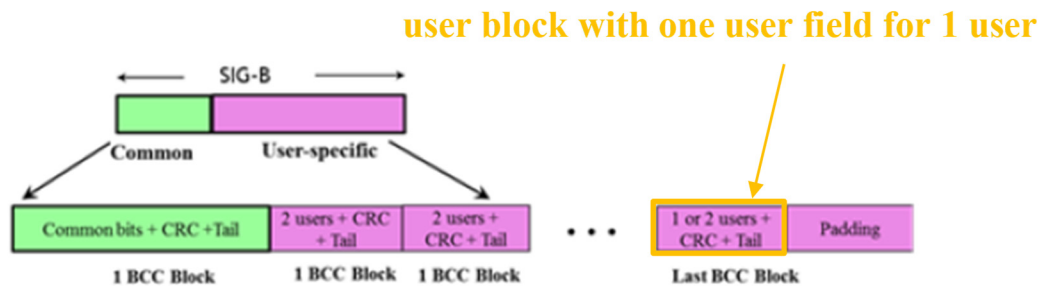 user block with one user field for 1 user
SIG-B
Common
User-specific
Common bits + CRC +Tail
2 users + CRC
+ Tail
2 users +
CRC + Tail
• • •
1 or 2 users +
CRC + Tail
Padding
1 BCC Block
1 BCC Block
1 BCC Block
Last BCC Block